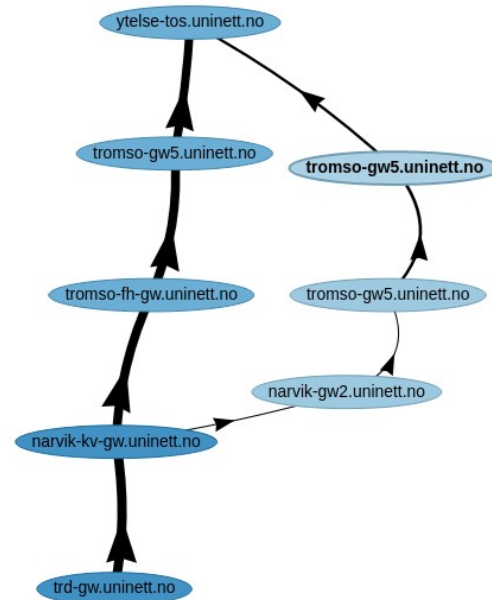 ytelse-tos.uninett.no
tromso-gw5.uninett.no
tromso-gw5.uninett.no
tromso-fh-gw.uninett.no
tromso-gw5.uninett.no
narvik-gw2.uninett.no
narvik-kv-gw.uninett.no
trd-gw.uninett.no